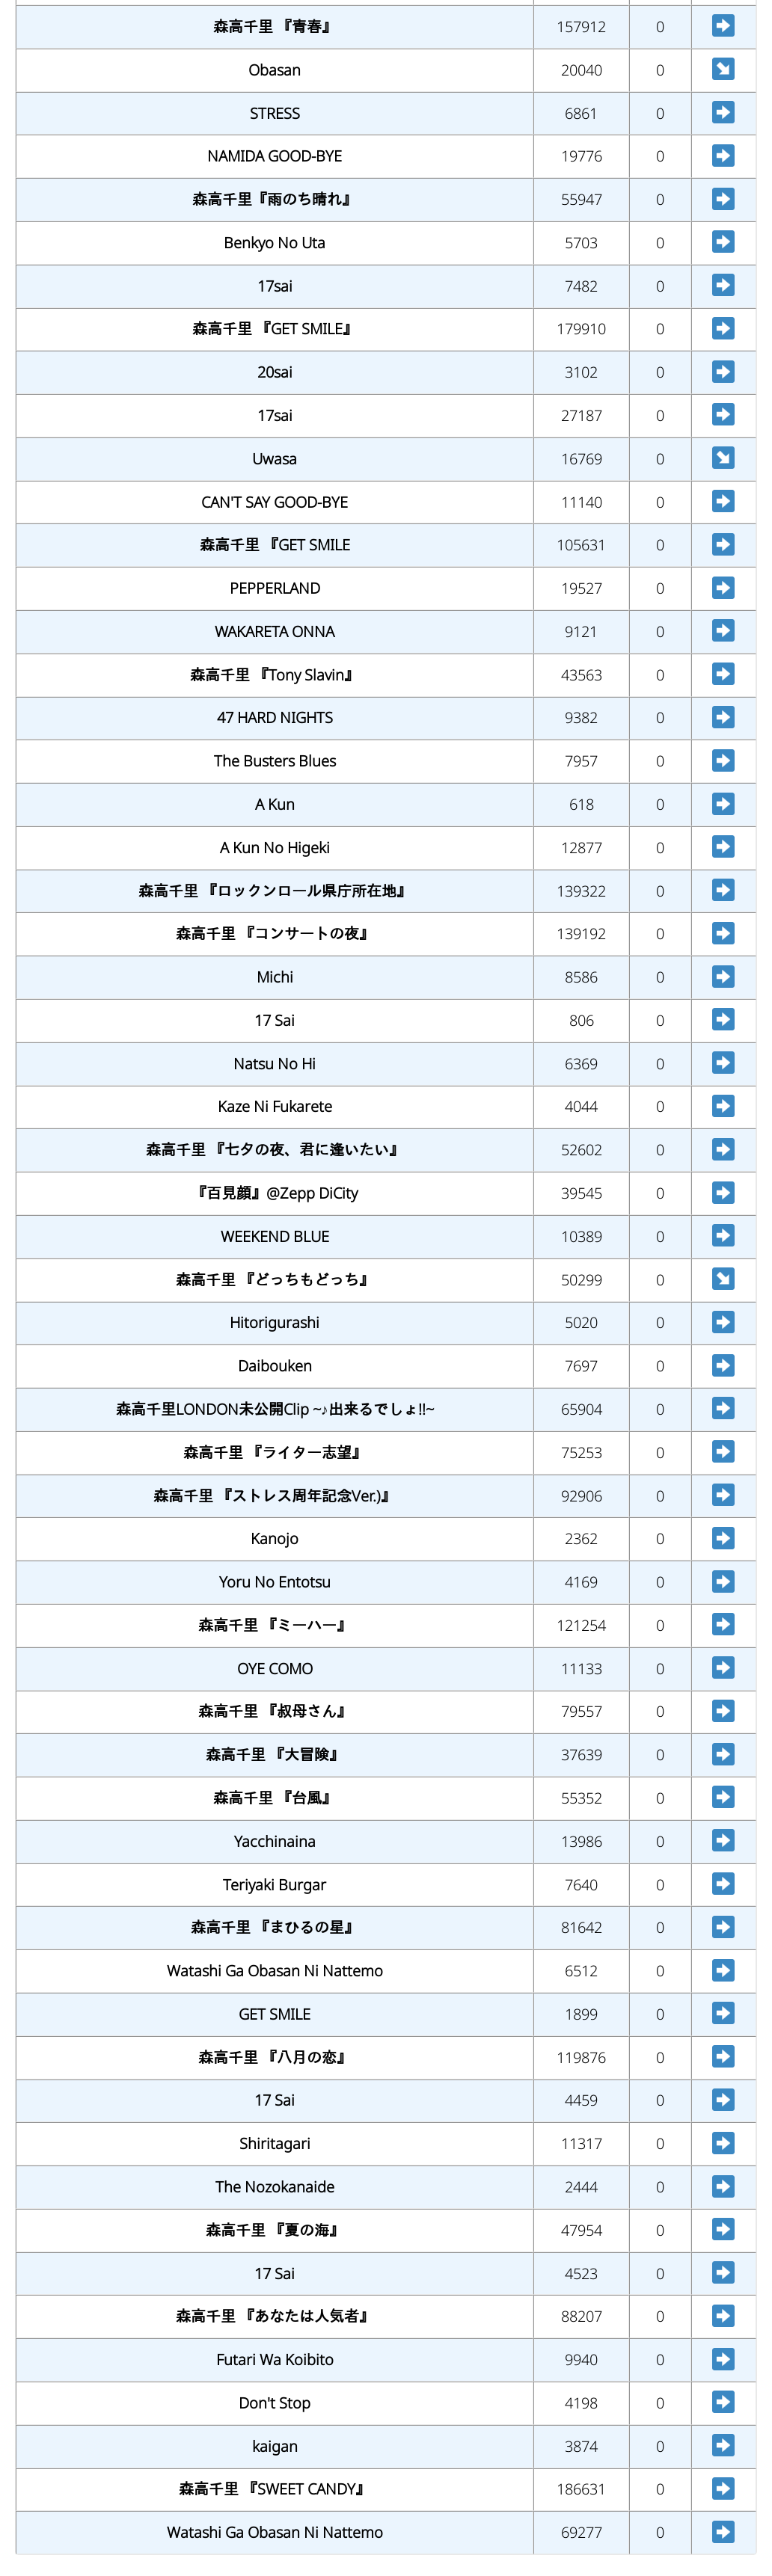 森高千里 『青春』 157912 0 ➡
Obasan 20040 0 ↘
STRESS 6861 0 ➡
NAMIDA GOOD-BYE 19776 0 ➡
森高千里『雨のち晴れ』 55947 0 ➡
Benkyo No Uta 5703 0 ➡
17sai 7482 0 ➡
森高千里 『GET SMILE』 179910 0 ➡
20sai 3102 0 ➡
17sai 27187 0 ➡
Uwasa 16769 0 ↘
CAN'T SAY GOOD-BYE 11140 0 ➡
森高千里 『GET SMILE 105631 0 ➡
PEPPERLAND 19527 0 ➡
WAKARETA ONNA 9121 0 ➡
森高千里 『Tony Slavin』 43563 0 ➡
47 HARD NIGHTS 9382 0 ➡
The Busters Blues 7957 0 ➡
A Kun 618 0 ➡
A Kun No Higeki 12877 0 ➡
森高千里 『ロックンロール県庁所在地』 139322 0 ➡
森高千里 『コンサートの夜』 139192 0 ➡
Michi 8586 0 ➡
17 Sai 806 0 ➡
Natsu No Hi 6369 0 ➡
Kaze Ni Fukarete 4044 0 ➡
森高千里 『七夕の夜、君に逢いたい』 52602 0 ➡
『百見顔』@Zepp DiCity 39545 0 ➡
WEEKEND BLUE 10389 0 ➡
森高千里 『どっちもどっち』 50299 0 ↘
Hitorigurashi 5020 0 ➡
Daibouken 7697 0 ➡
森高千里LONDON未公開Clip ~♪出来るでしょ!!~ 65904 0 ➡
森高千里 『ライター志望』 75253 0 ➡
森高千里 『ストレス周年記念Ver.)』 92906 0 ➡
Kanojo 2362 0 ➡
Yoru No Entotsu 4169 0 ➡
森高千里 『ミーハー』 121254 0 ➡
OYE COMO 11133 0 ➡
森高千里 『叔母さん』 79557 0 ➡
森高千里 『大冒険』 37639 0 ➡
森高千里 『台風』 55352 0 ➡
Yacchinaina 13986 0 ➡
Teriyaki Burgar 7640 0 ➡
森高千里 『まひるの星』 81642 0 ➡
Watashi Ga Obasan Ni Nattemo 6512 0 ➡
GET SMILE 1899 0 ➡
森高千里 『八月の恋』 119876 0 ➡
17 Sai 4459 0 ➡
Shiritagari 11317 0 ➡
The Nozokanaide 2444 0 ➡
森高千里 『夏の海』 47954 0 ➡
17 Sai 4523 0 ➡
森高千里 『あなたは人気者』 88207 0 ➡
Futari Wa Koibito 9940 0 ➡
Don't Stop 4198 0 ➡
kaigan 3874 0 ➡
森高千里 『SWEET CANDY』 186631 0 ➡
Watashi Ga Obasan Ni Nattemo 69277 0 ➡